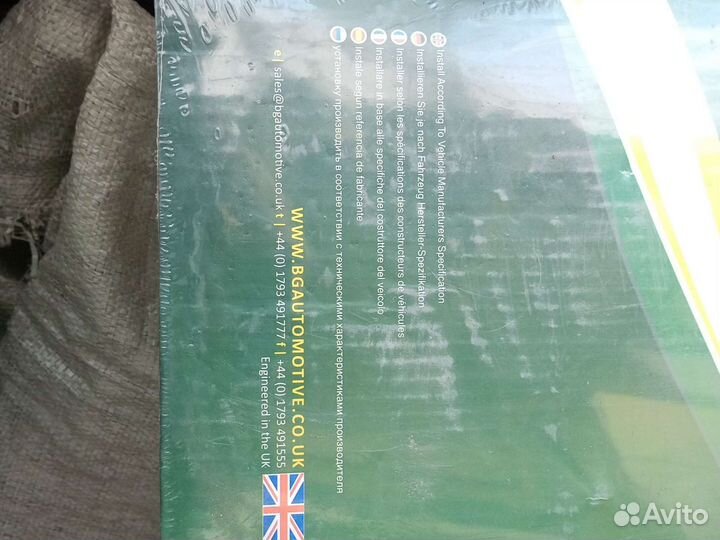 Install According To Vehicle Manufacturers Specification
Installieren Sie je nach Fahrzeug Hersteller-Spezifikation
Installer selon les spécifications des constructeurs de véhicules
Installare in base alle specifiche del costruttore del veicolo
Instale segun referencia de fabricante
установку производить в соответствии с техническими характеристиками производителя
WWW.BGAUTOMOTIVE.CO.UK
e| sales@bgautomotive.co.uk t| +44 (0) 1793 491777 f| +44 (0) 1793 491555
Engineered in the UK
Avito